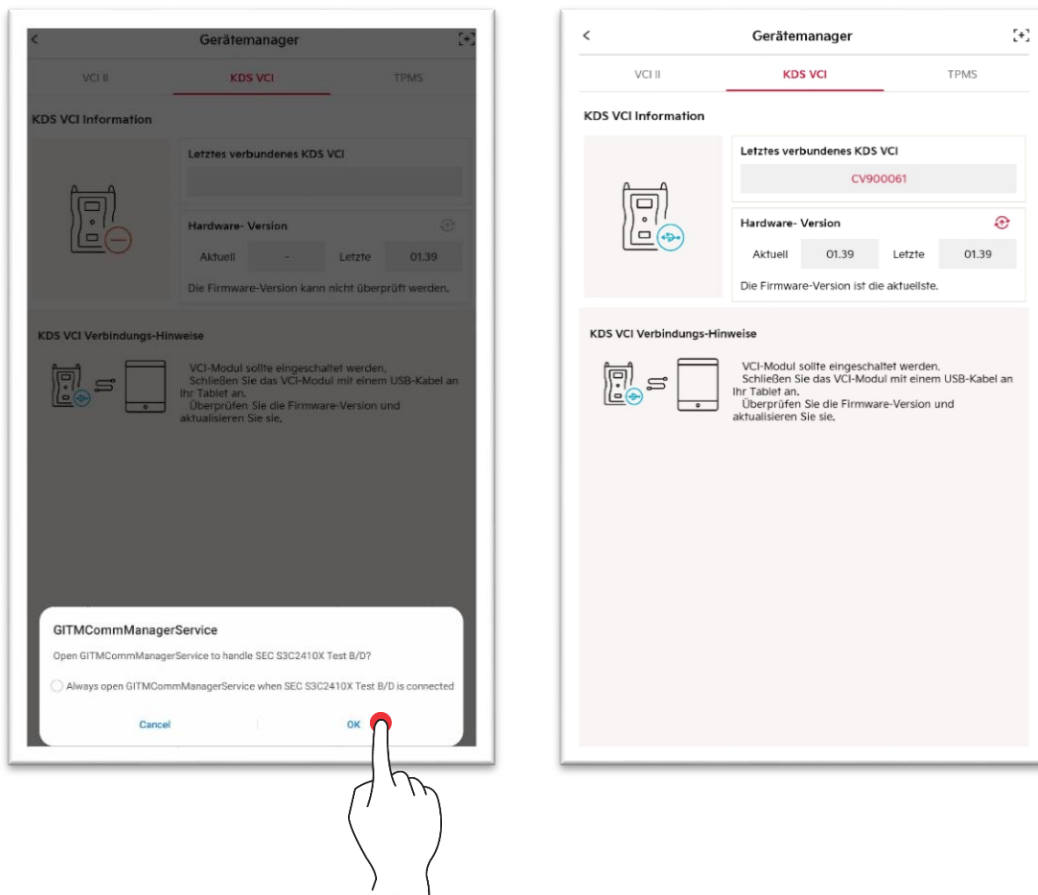 Gerätemanager
VCI II
KDS VCI
TPMS
KDS VCI Information
Letztes verbundenes KDS VCI
Hardware- Version
Aktuell
-
Letzte
01.39
Die Firmware-Version kann nicht überprüft werden.
KDS VCI Verbindungs-Hinweise
VCI-Modul sollte eingeschaltet werden.
Schließen Sie das VCI-Modul mit einem USB-Kabel an
Ihr Tablet an.
Überprüfen Sie die Firmware-Version und
aktualisieren Sie sie.
GITMCommManagerService
Open GITMCommManagerService to handle SEC S3C2410X Test B/D?
Always open GITMCommManagerService when SEC S3C2410X Test B/D is connected
Cancel
OK
Gerätemanager
VCI II
KDS VCI
TPMS
KDS VCI Information
Letztes verbundenes KDS VCI
CV900061
Hardware- Version
Aktuell
01.39
Letzte
01.39
Die Firmware-Version ist die aktuellste.
KDS VCI Verbindungs-Hinweise
VCI-Modul sollte eingeschaltet werden.
Schließen Sie das VCI-Modul mit einem USB-Kabel an
Ihr Tablet an.
Überprüfen Sie die Firmware-Version und
aktualisieren Sie sie.